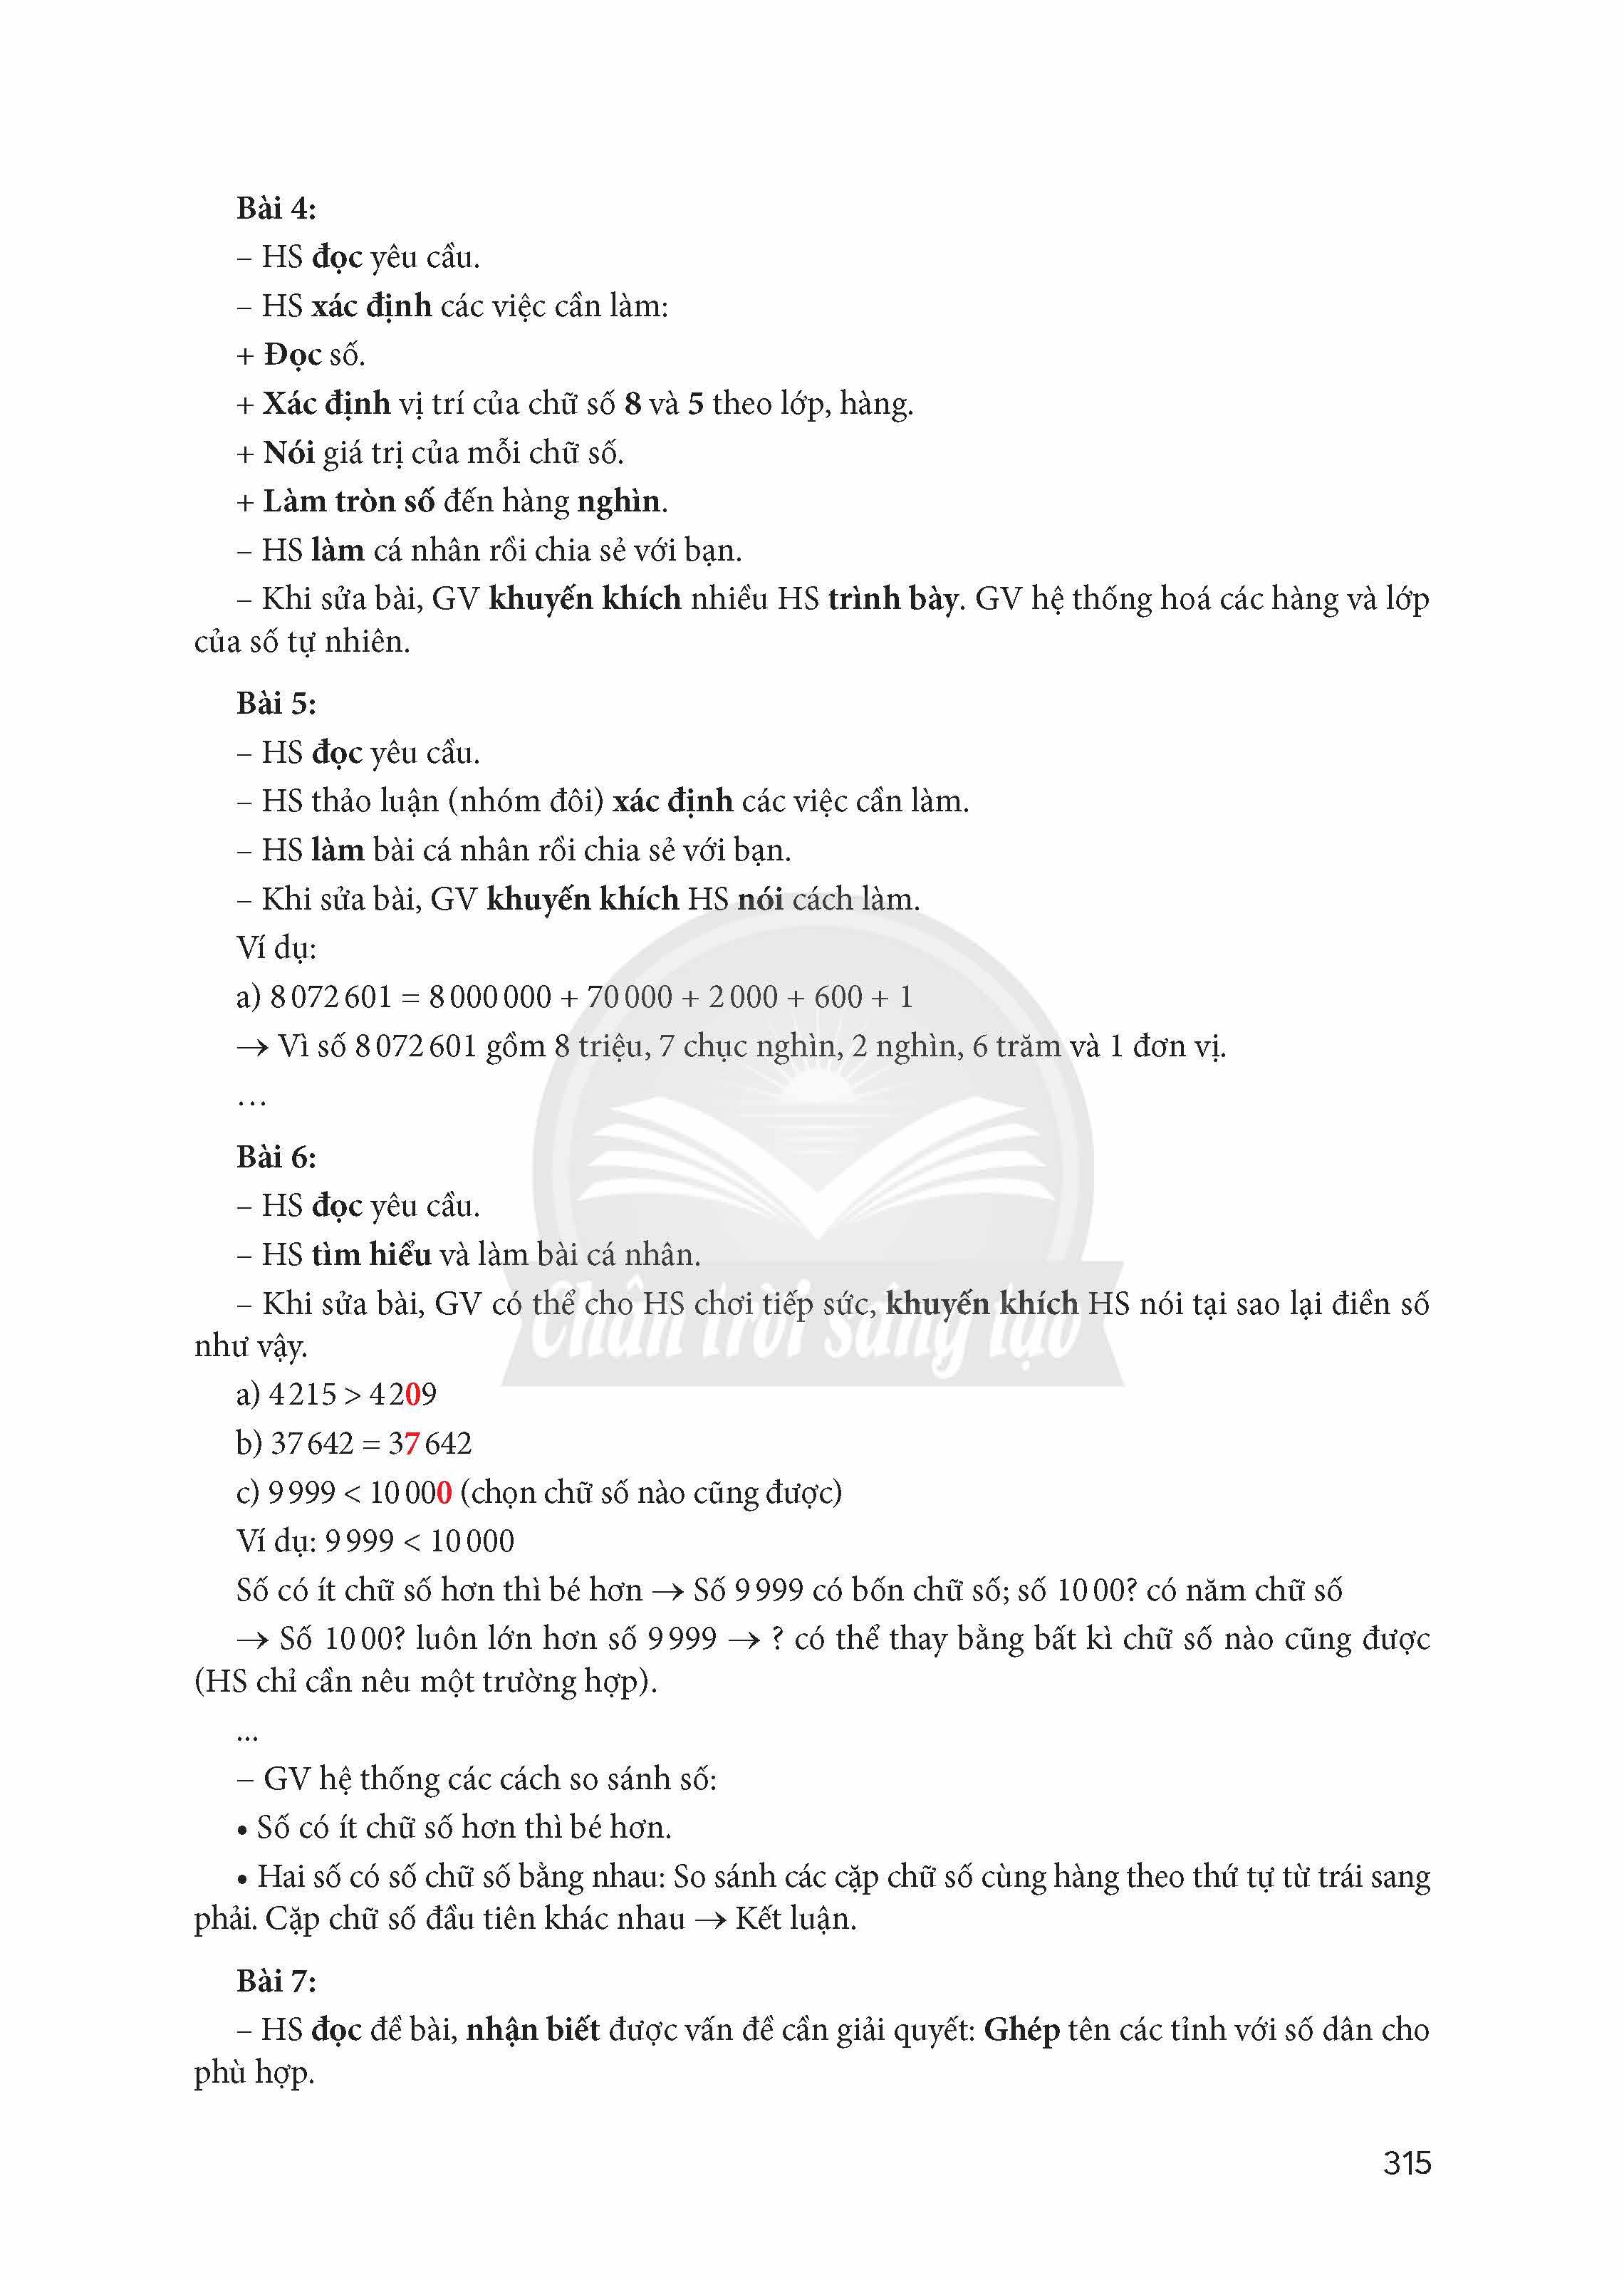 Bài 4:
– HS đọc yêu cầu.
– HS xác định các việc cần làm:
+ Đọc số.
+ Xác định vị trí của chữ số 8 và 5 theo lớp, hàng.
+ Nói giá trị của mỗi chữ số.
+ Làm tròn số đến hàng nghìn.
– HS làm cá nhân rồi chia sẻ với bạn.
– Khi sửa bài, GV khuyến khích nhiều HS trình bày. GV hệ thống hoá các hàng và lớp
của số tự nhiên.
Bài 5:
– HS đọc yêu cầu.
– HS thảo luận (nhóm đôi) xác định các việc cần làm.
– HS làm bài cá nhân rồi chia sẻ với bạn.
– Khi sửa bài, GV khuyến khích HS nói cách làm.
Ví dụ:
a) 8 072 601 = 8 000 000 + 70 000 + 2 000 + 600 + 1
→ Vì số 8 072 601 gồm 8 triệu, 7 chục nghìn, 2 nghìn, 6 trăm và 1 đơn vị.
…
Bài 6:
– HS đọc yêu cầu.
– HS tìm hiểu và làm bài cá nhân.
– Khi sửa bài, GV có thể cho HS chơi tiếp sức, khuyến khích HS nói tại sao lại điền số
Chân trời sáng tạo
như vậy.
a) 4 215 > 4 209
b) 37 642 = 37 642
c) 9 999 < 10 000 (chọn chữ số nào cũng được)
Ví dụ: 9 999 < 10 000
Số có ít chữ số hơn thì bé hơn → Số 9 999 có bốn chữ số; số 10 00? có năm chữ số
→ Số 10 00? luôn lớn hơn số 9 999 → ? có thể thay bằng bất kì chữ số nào cũng được
(HS chỉ cần nêu một trường hợp).
...
– GV hệ thống các cách so sánh số:
• Số có ít chữ số hơn thì bé hơn.
• Hai số có số chữ số bằng nhau: So sánh các cặp chữ số cùng hàng theo thứ tự từ trái sang
phải. Cặp chữ số đầu tiên khác nhau → Kết luận.
Bài 7:
– HS đọc đề bài, nhận biết được vấn đề cần giải quyết: Ghép tên các tỉnh với số dân cho
phù hợp.
315